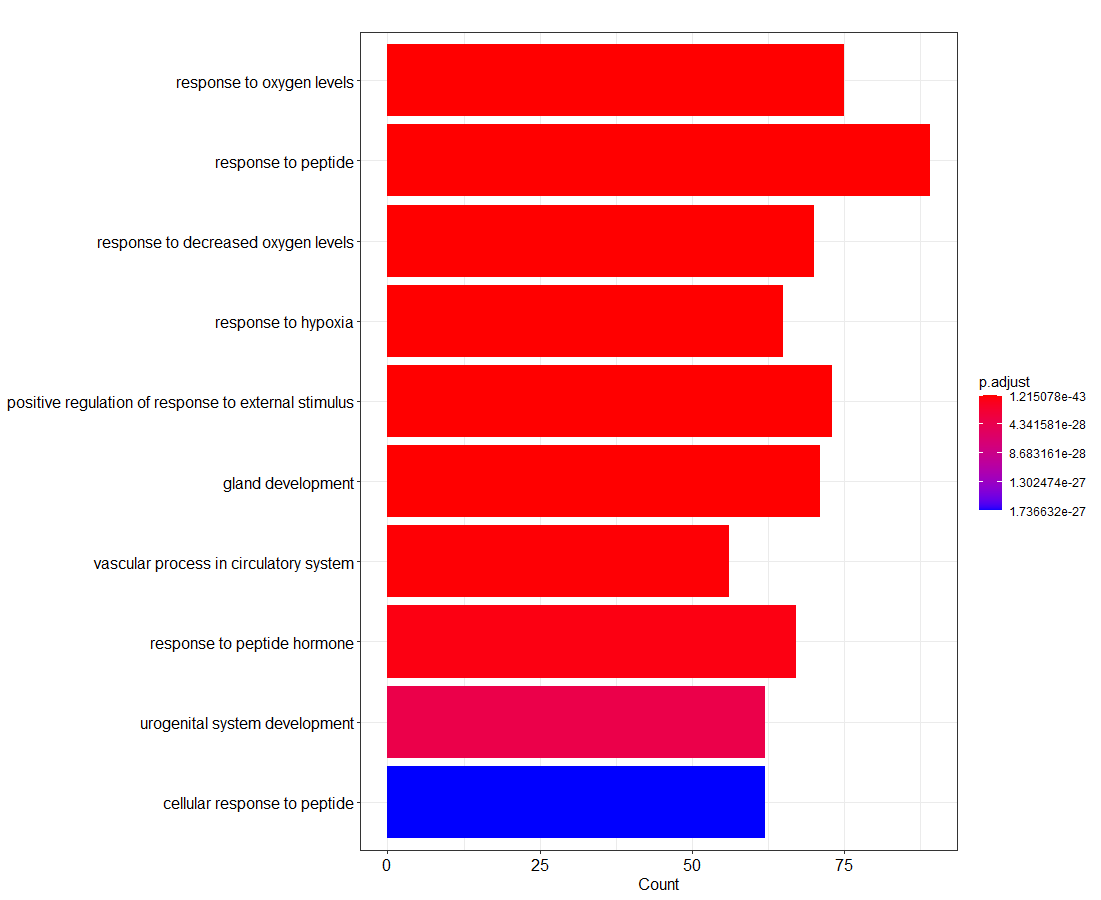 response to oxygen levels
response to peptide
response to decreased oxygen levels
response to hypoxia
positive regulation of response to external stimulus
gland development
vascular process in circulatory system
response to peptide hormone
urogenital system development
cellular response to peptide
0 25 50 75
Count
p.adjust
1.215078e-43
4.341581e-28
8.683161e-28
1.302474e-27
1.736632e-27